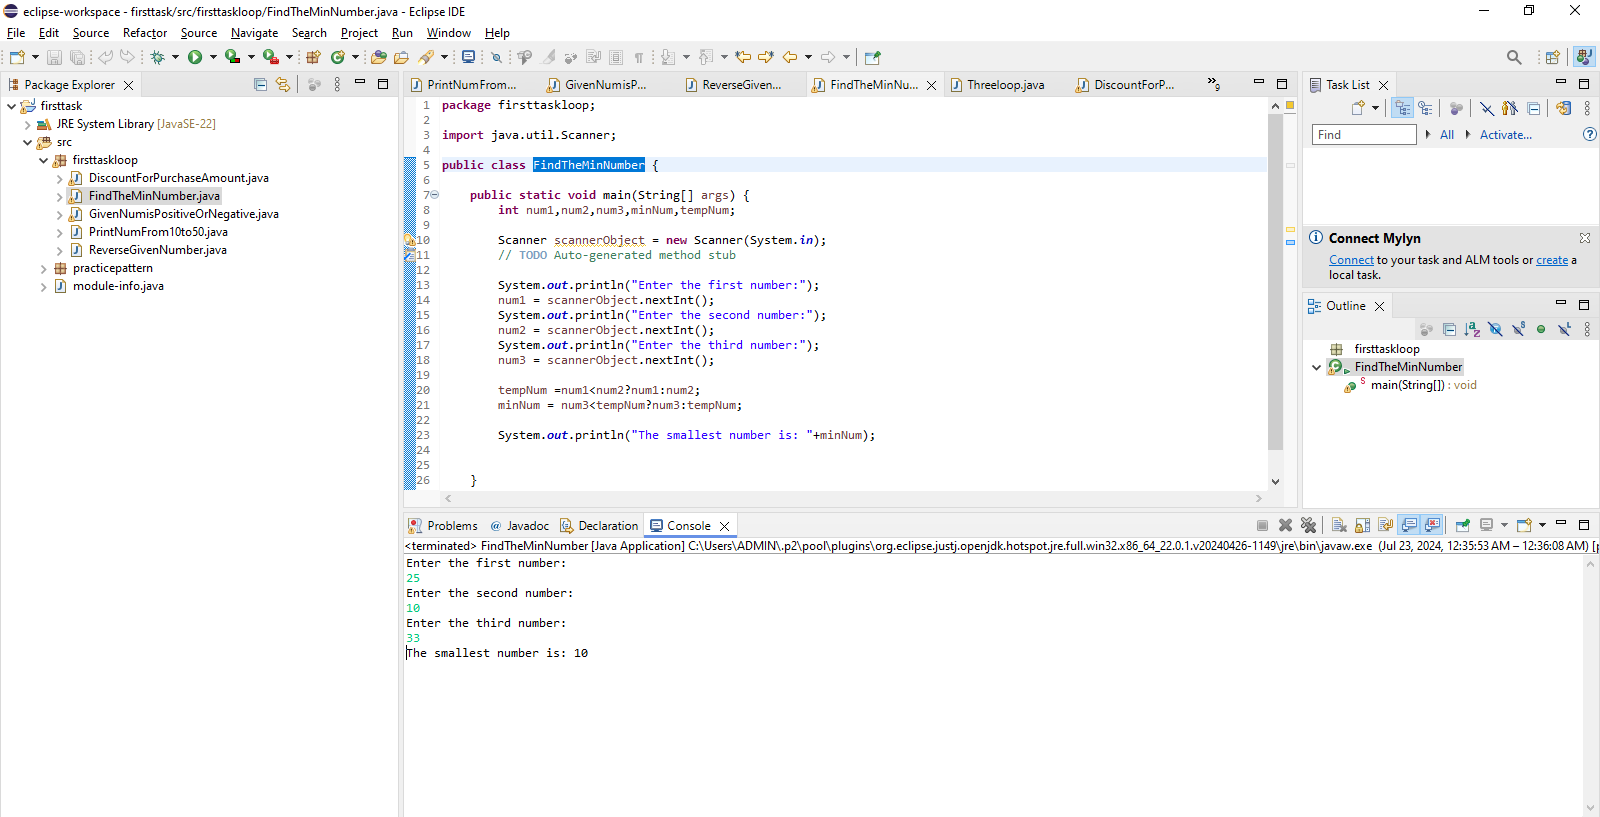 eclipse-workspace - firsttask/src/firsttaskloop/FindTheMinNumber.java - Eclipse IDE
File Edit Source Refactor Source Navigate Search Project Run Window Help
Package Explorer
firsttask
JRE System Library [JavaSE-22]
src
firsttaskloop
DiscountForPurchaseAmount.java
FindTheMinNumber.java
GivenNumisPositiveOrNegative.java
PrintNumFrom10to50.java
ReverseGivenNumber.java
practicepattern
module-info.java
PrintNumFrom... GivenNumisP... ReverseGiven... FindTheMinNu... Threeloop.java DiscountForP... »9
1 package firsttaskloop;
2
3 import java.util.Scanner;
4
5 public class FindTheMinNumber {
6
7 public static void main(String[] args) {
8 int num1,num2,num3,minNum,tempNum;
9
10 Scanner scannerObject = new Scanner(System.in);
11 // TODO Auto-generated method stub
12
13 System.out.println("Enter the first number:");
14 num1 = scannerObject.nextInt();
15 System.out.println("Enter the second number:");
16 num2 = scannerObject.nextInt();
17 System.out.println("Enter the third number:");
18 num3 = scannerObject.nextInt();
19
20 tempNum =num1<num2?num1:num2;
21 minNum = num3<tempNum?num3:tempNum;
22
23 System.out.println("The smallest number is: "+minNum);
24
25
26 }
Task List
Find All Activate...
Connect Mylyn
Connect to your task and ALM tools or create a
local task.
Outline
firsttaskloop
FindTheMinNumber
main(String[]) : void
Problems @ Javadoc Declaration Console
<terminated> FindTheMinNumber [Java Application] C:\Users\ADMIN\.p2\pool\plugins\org.eclipse.justj.openjdk.hotspot.jre.full.win32.x86_64_22.0.1.v20240426-1149\jre\bin\javaw.exe (Jul 23, 2024, 12:35:53 AM – 12:36:08 AM) [p
Enter the first number:
25
Enter the second number:
10
Enter the third number:
33
The smallest number is: 10